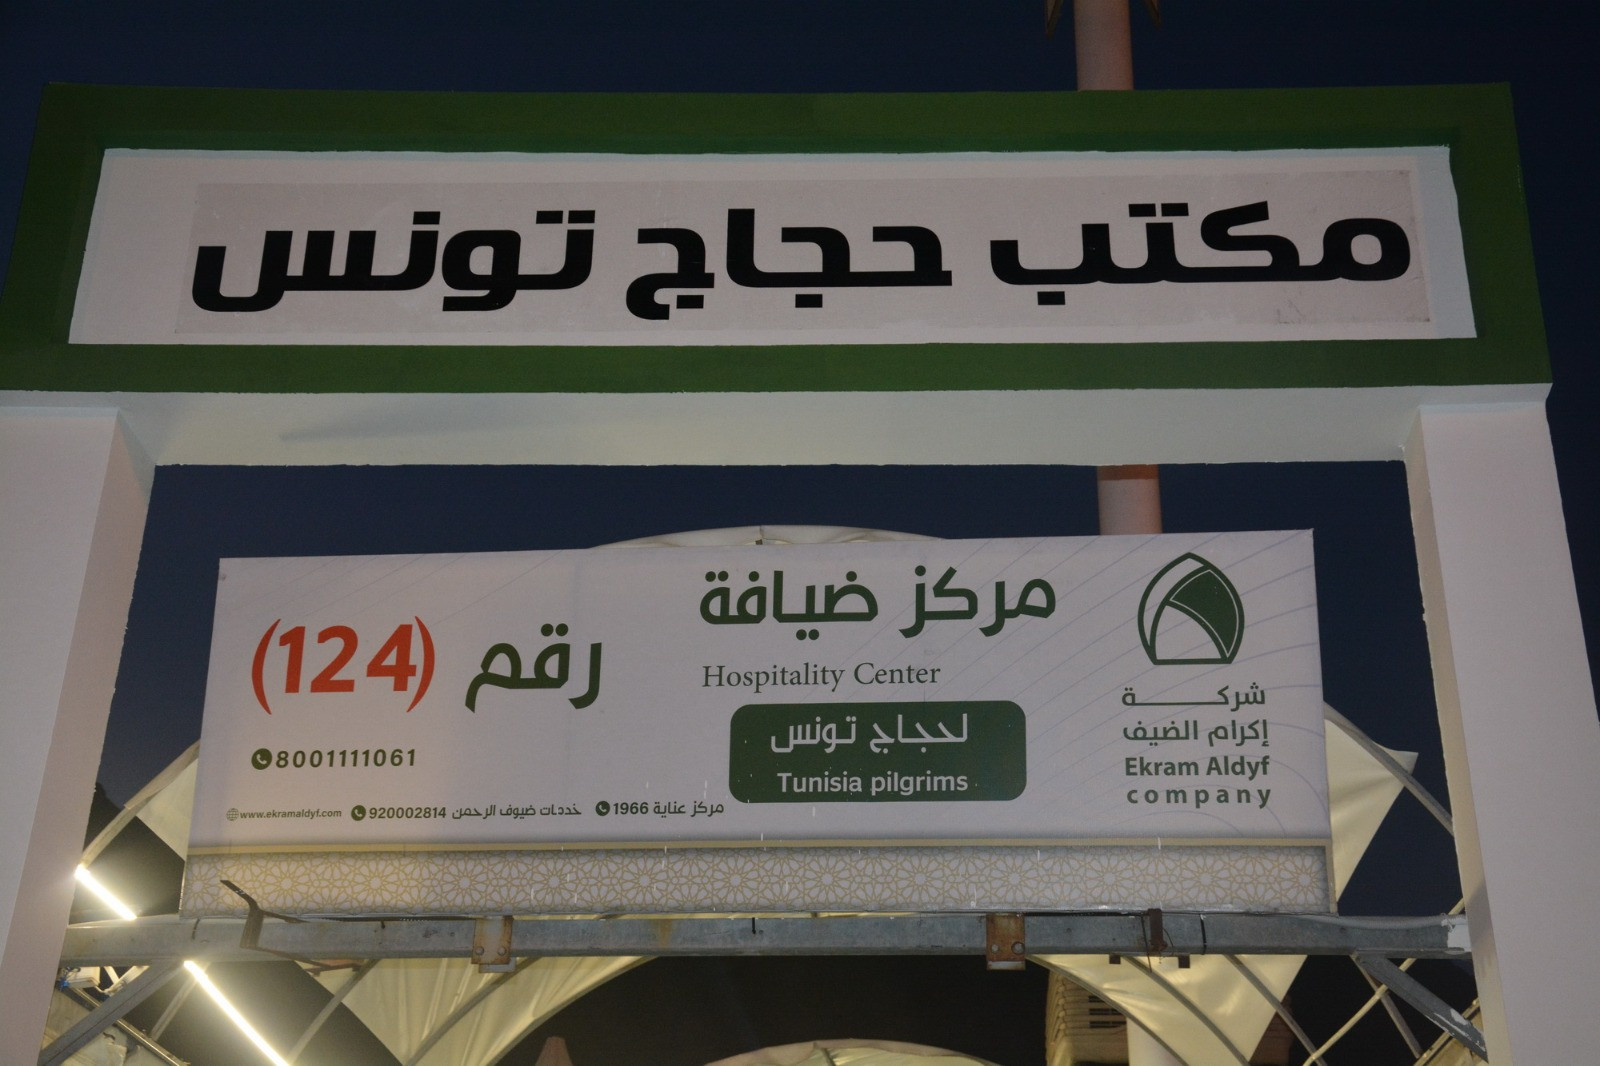 مكتب حجاج تونس
مركز ضيافة
Hospitality Center
لحجاج تونس
Tunisia pilgrims
رقم (124)
8001111061
مركز عناية 1966
خدمات ضيوف الرحمن 920002814
www.ekramaldyf.com
شركة
إكرام الضيف
Ekram Aldyf
company